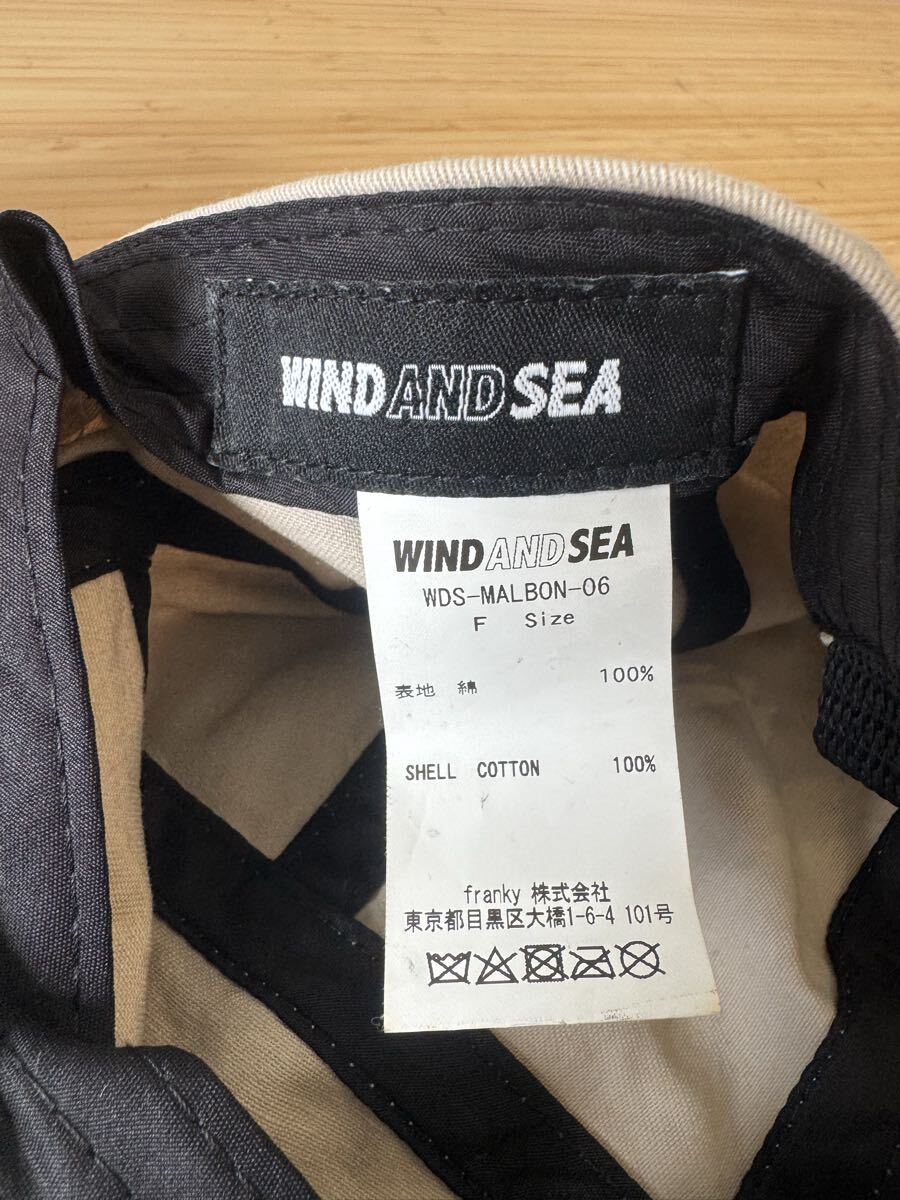 WIND AND SEA
WIND AND SEA
WDS-MALBON-06
F Size
表地 綿 100%
SHELL COTTON 100%
franky 株式会社
東京都目黒区大橋1-6-4 101号